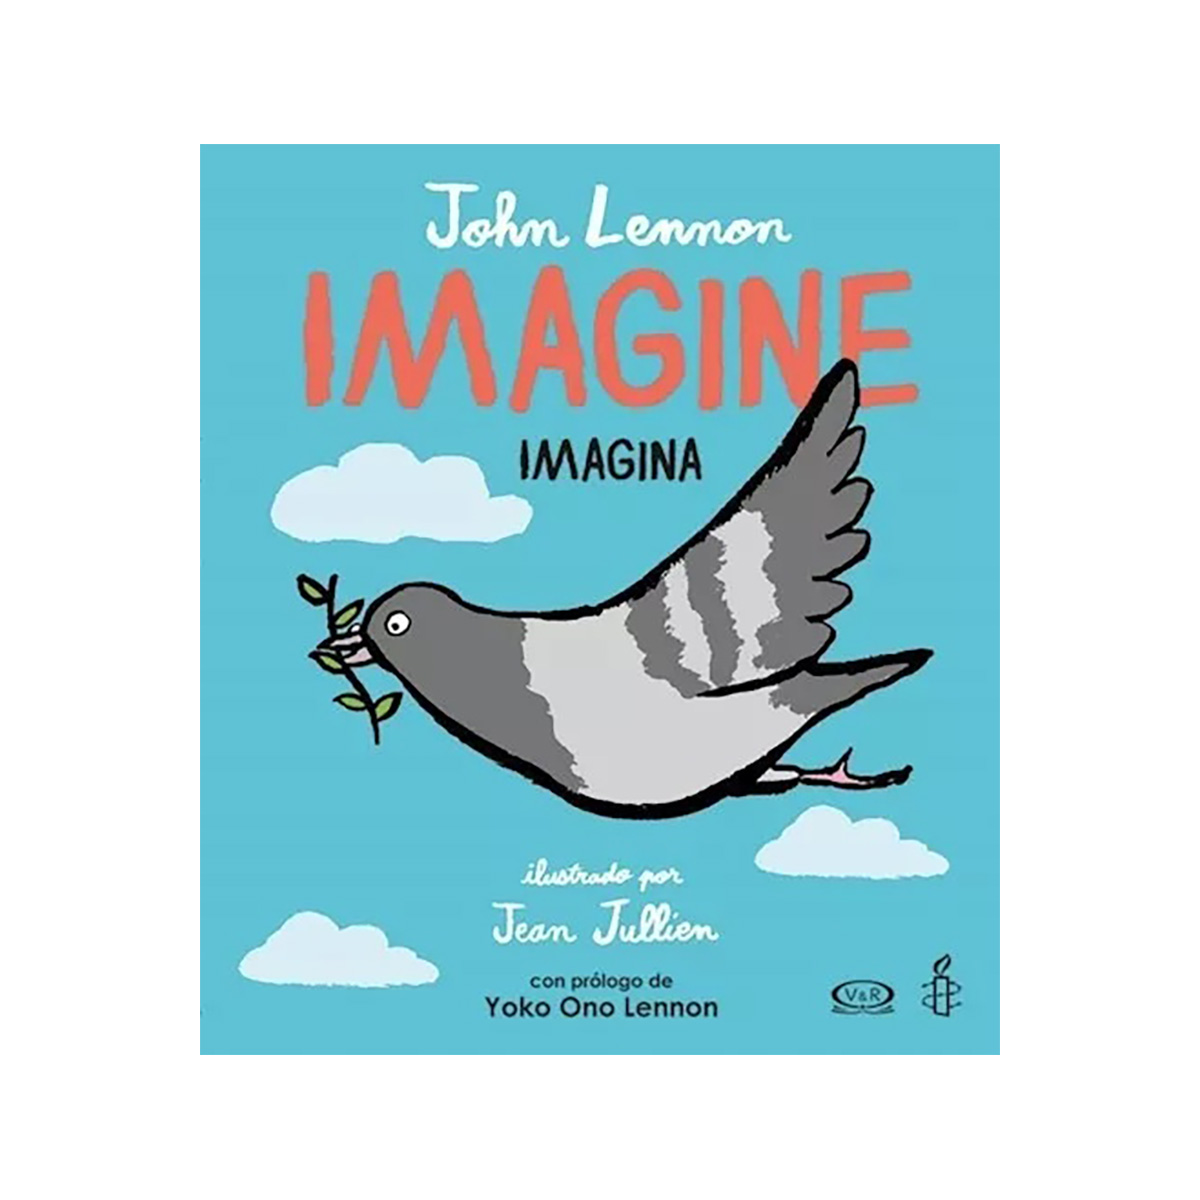 John Lennon
IMAGINE
IMAGINA
ilustrado por
Jean Jullien
con prólogo de
Yoko Ono Lennon
V&R